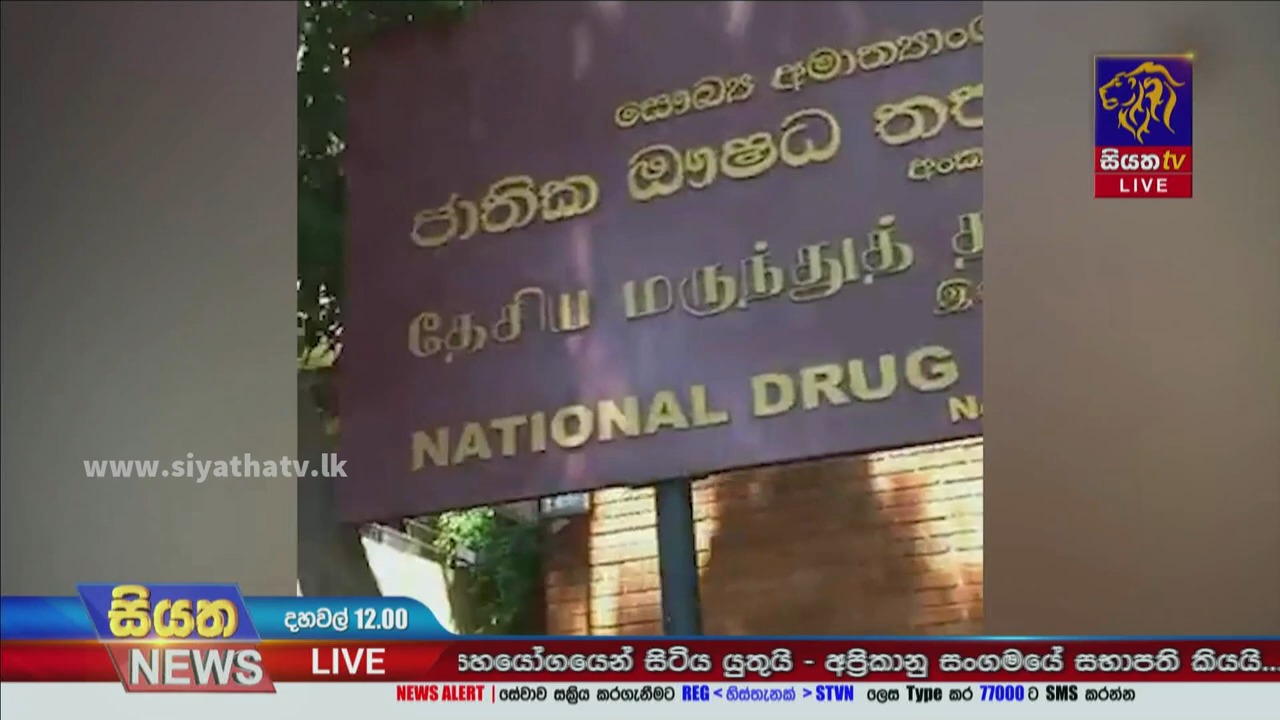 සෞඛ්‍ය අමාත්‍යාංශ
ජාතික ඖෂධ
தேசிய மருந்துத்
NATIONAL DRUG
සියත tv
LIVE
www.siyathatv.lk
සියත
NEWS
දහවල් 12.00
LIVE
සහයෝගයෙන් සිටිය යුතුයි - අප්‍රිකානු සංගමයේ සභාපති කියයි...
NEWS ALERT | සේවාව සක්‍රිය කරගැනීමට REG < හිස්තැනක් > STVN ලෙස Type කර 77000 ට SMS කරන්න